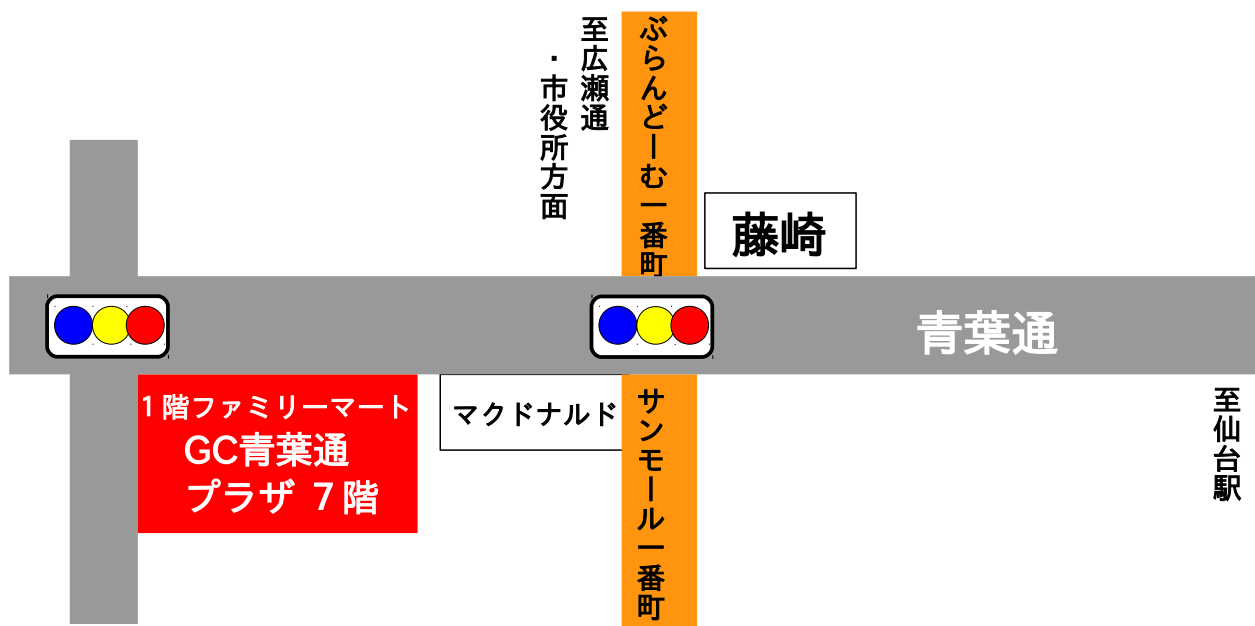 至広瀬通
・市役所方面
ぶらんどーむ一番町
藤崎
青葉通
1階ファミリーマート
GC青葉通
プラザ 7階
マクドナルド
サンモール一番町
至仙台駅